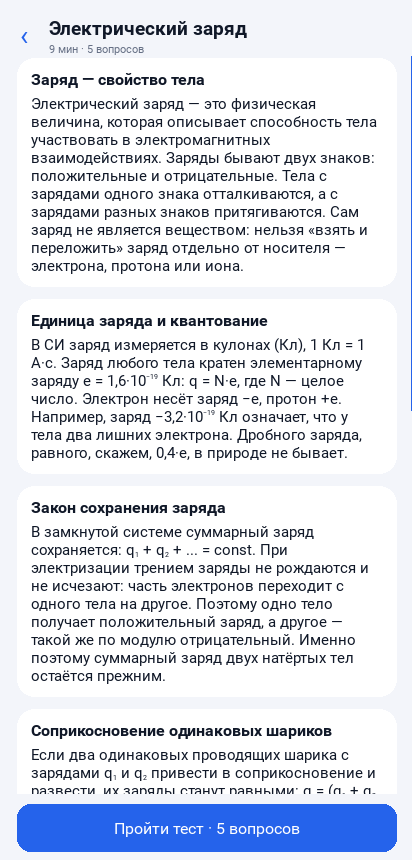 Электрический заряд
9 мин · 5 вопросов
Заряд — свойство тела
Электрический заряд — это физическая
величина, которая описывает способность тела
участвовать в электромагнитных
взаимодействиях. Заряды бывают двух знаков:
положительные и отрицательные. Тела с
зарядами одного знака отталкиваются, а с
зарядами разных знаков притягиваются. Сам
заряд не является веществом: нельзя «взять и
переложить» заряд отдельно от носителя —
электрона, протона или иона.
Единица заряда и квантование
В СИ заряд измеряется в кулонах (Кл), 1 Кл = 1
А·с. Заряд любого тела кратен элементарному
заряду e = 1,6·10⁻¹⁹ Кл: q = N·e, где N — целое
число. Электрон несёт заряд −e, протон +e.
Например, заряд −3,2·10⁻¹⁹ Кл означает, что у
тела два лишних электрона. Дробного заряда,
равного, скажем, 0,4·e, в природе не бывает.
Закон сохранения заряда
В замкнутой системе суммарный заряд
сохраняется: q₁ + q₂ + ... = const. При
электризации трением заряды не рождаются и
не исчезают: часть электронов переходит с
одного тела на другое. Поэтому одно тело
получает положительный заряд, а другое —
такой же по модулю отрицательный. Именно
поэтому суммарный заряд двух натёртых тел
остаётся прежним.
Соприкосновение одинаковых шариков
Если два одинаковых проводящих шарика с
зарядами q₁ и q₂ привести в соприкосновение и
развести, их заряды станут равными: q = (q₁ + q₂
Пройти тест · 5 вопросов